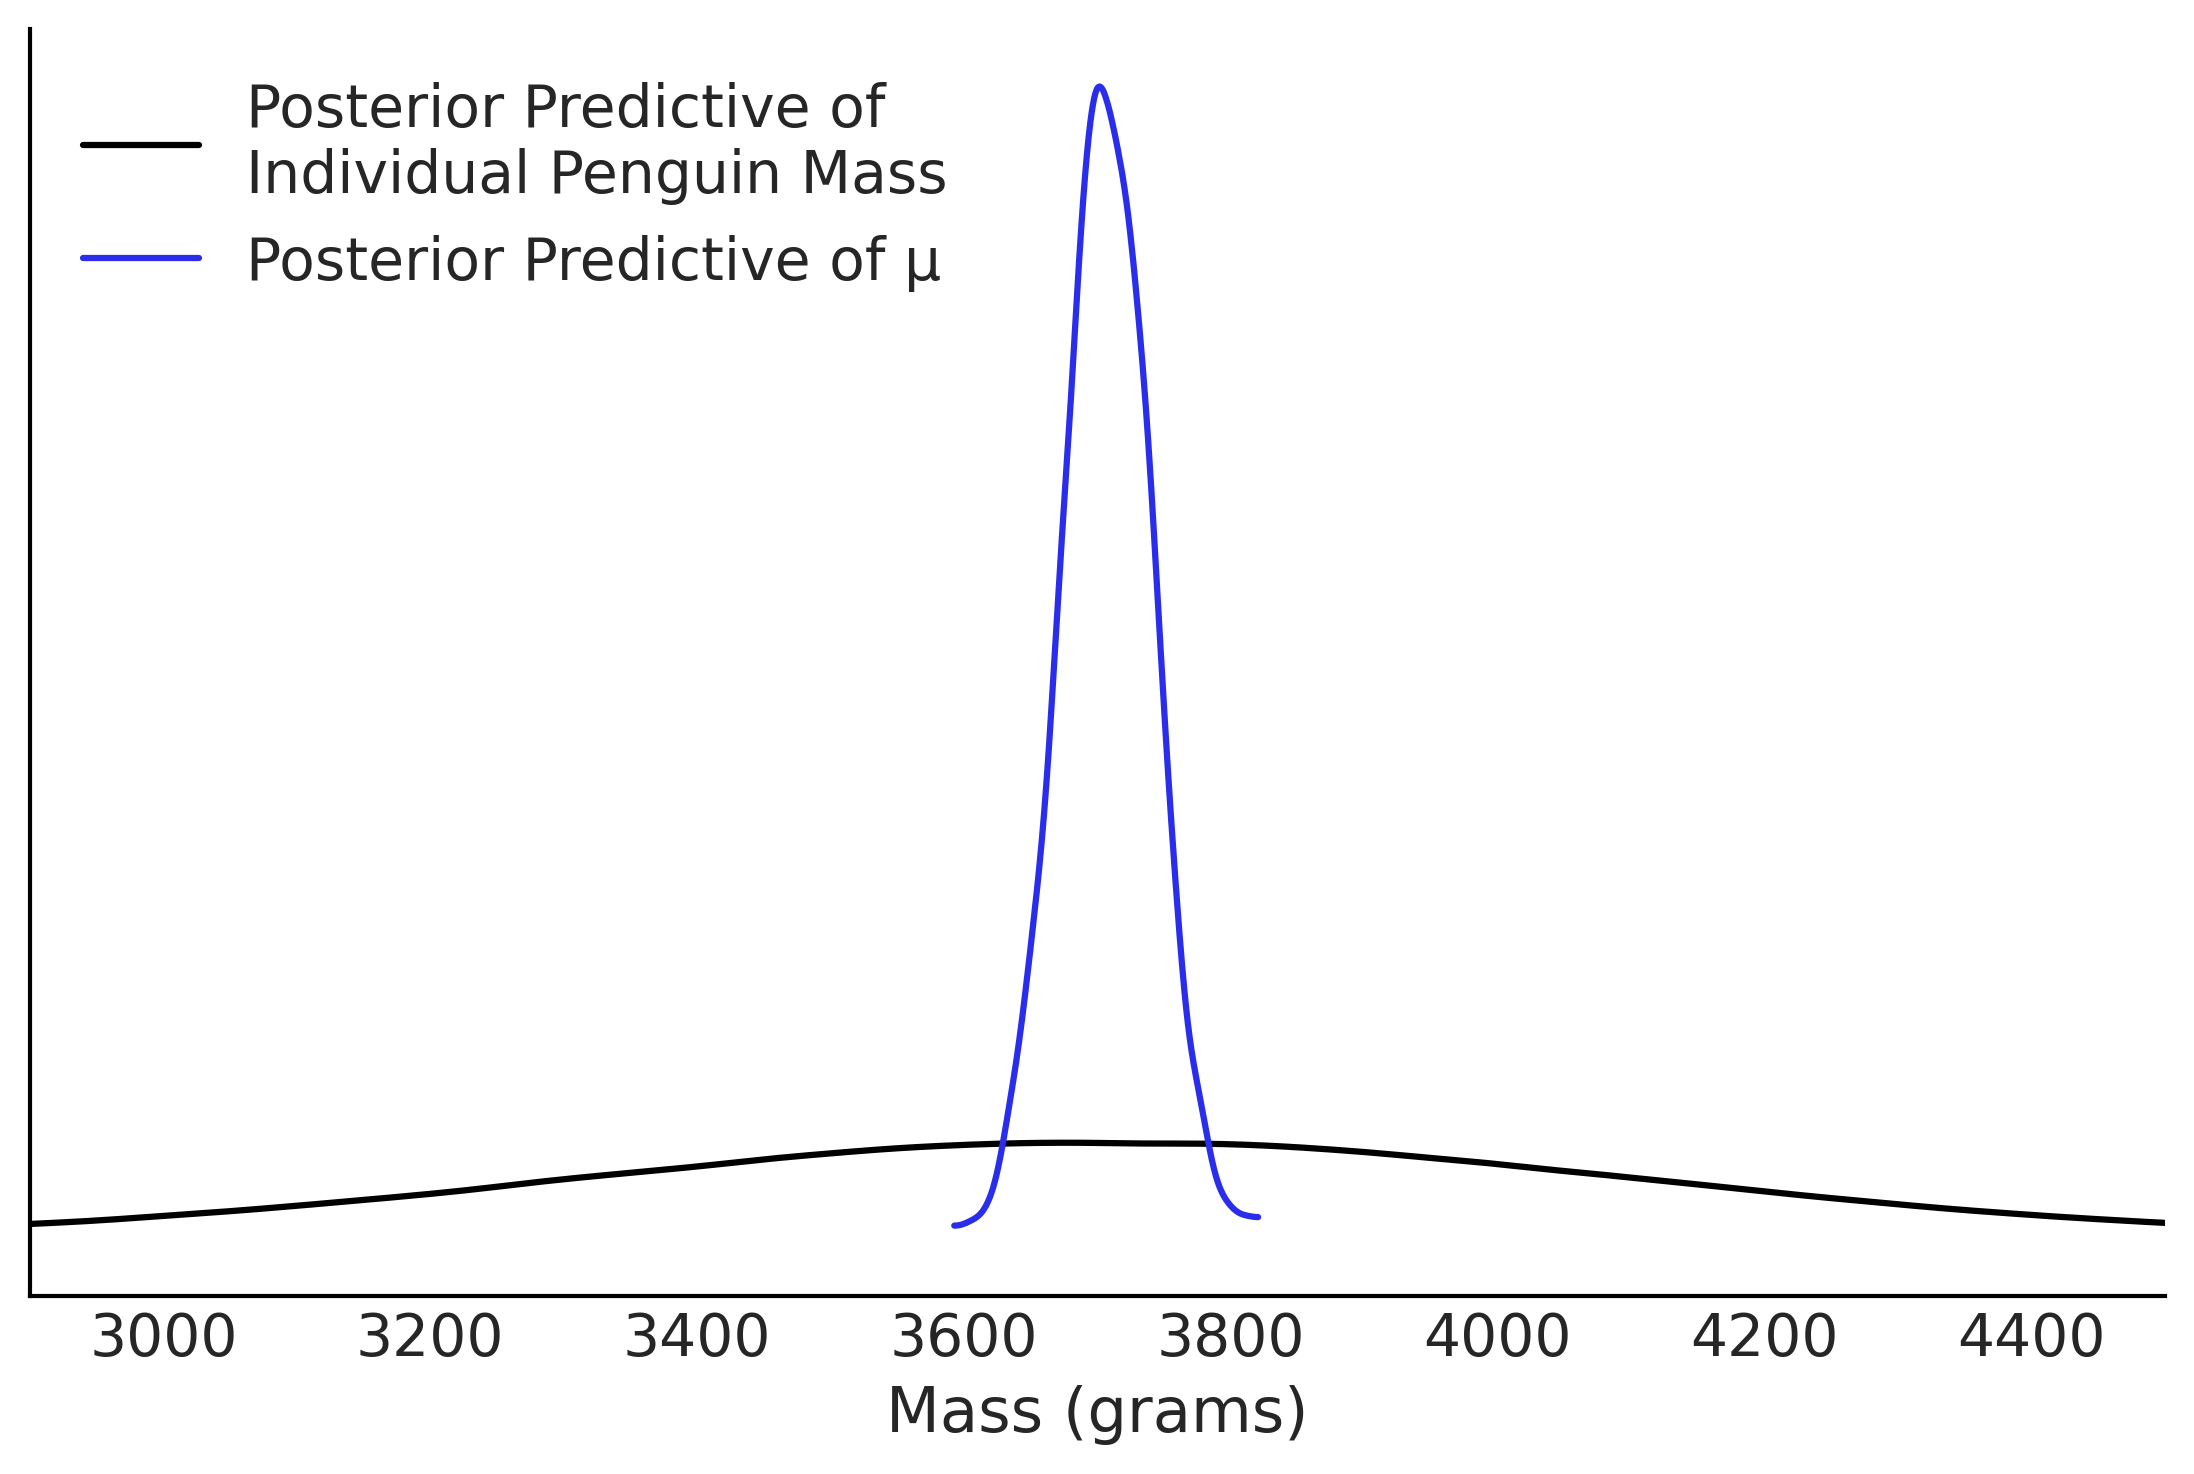 Posterior Predictive of
Individual Penguin Mass
Posterior Predictive of μ
3000 3200 3400 3600 3800 4000 4200 4400
Mass (grams)